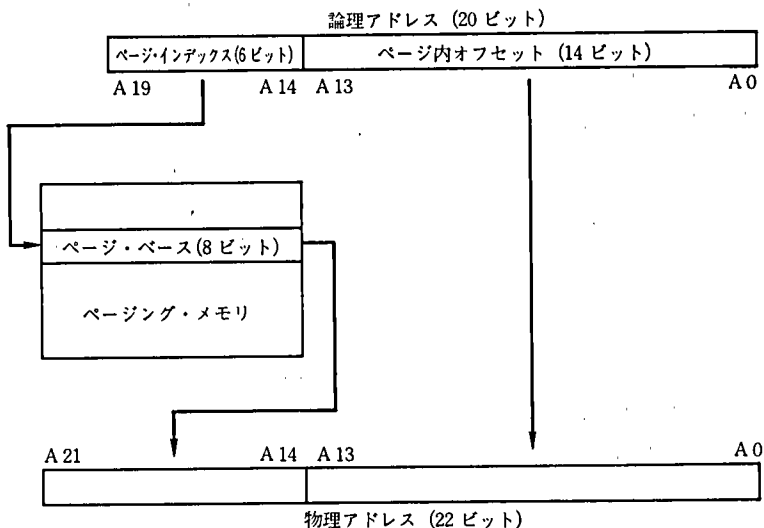 論理アドレス (20 ビット)
ページ・インデックス(6 ビット) ページ内オフセット (14 ビット)
A 19 A 14 A 13 A 0
ページ・ベース(8 ビット)
ページング・メモリ
A 21 A 14 A 13 A 0
物理アドレス (22 ビット)